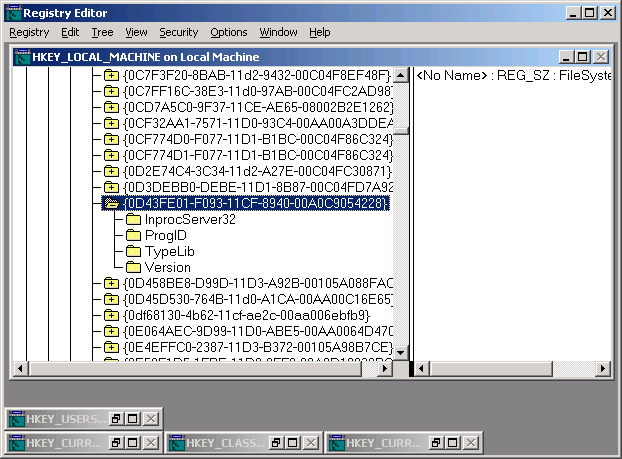 Registry Editor
Registry Edit Tree View Security Options Window Help
HKEY_LOCAL_MACHINE on Local Machine
{0C7F3F20-8BAB-11d2-9432-00C04F8EF48F}
<No Name> : REG_SZ : FileSystem
{0C7FF16C-38E3-11d0-97AB-00C04FC2AD98
{0CD7A5C0-9F37-11CE-AE65-08002B2E1262}
{0CF32AA1-7571-11D0-93C4-00AA00A3DDEA
{0CF774D0-F077-11D1-B1BC-00C04F86C324}
{0CF774D1-F077-11D1-B1BC-00C04F86C324}
{0D2E74C4-3C34-11d2-A27E-00C04FC30871}
{0D3DEBB0-DEBE-11D1-8B87-00C04FD7A92
{0D43FE01-F093-11CF-8940-00A0C9054228}
InprocServer32
ProgID
TypeLib
Version
{0D458BE8-D99D-11D3-A92B-00105A088FAC
{0D45D530-764B-11d0-A1CA-00AA00C16E65}
{0df68130-4b62-11cf-ae2c-00aa006ebfb9}
{0E064AEC-9D99-11D0-ABE5-00AA0064D470
{0E4EFFC0-2387-11D3-B372-00105A98B7CE}
HKEY_USERS...
HKEY_CURR... HKEY_CLASS... HKEY_CURR...